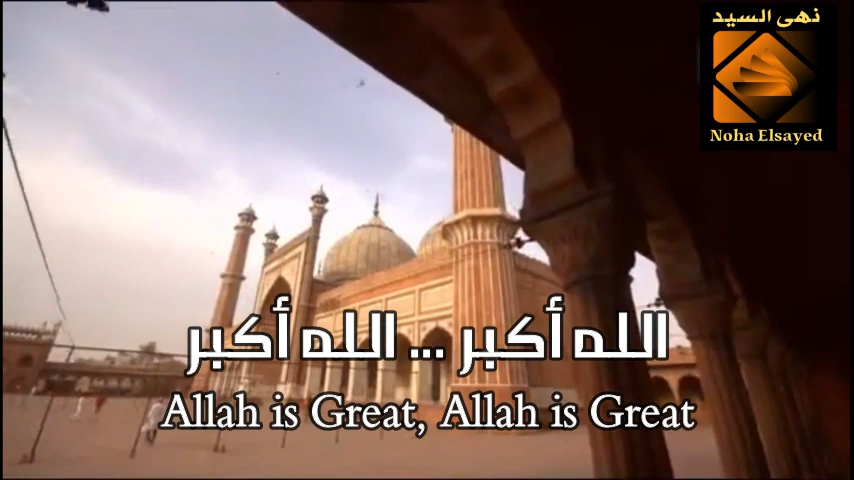 نهى السيد
Noha Elsayed
الله أكبر ... الله أكبر
Allah is Great, Allah is Great